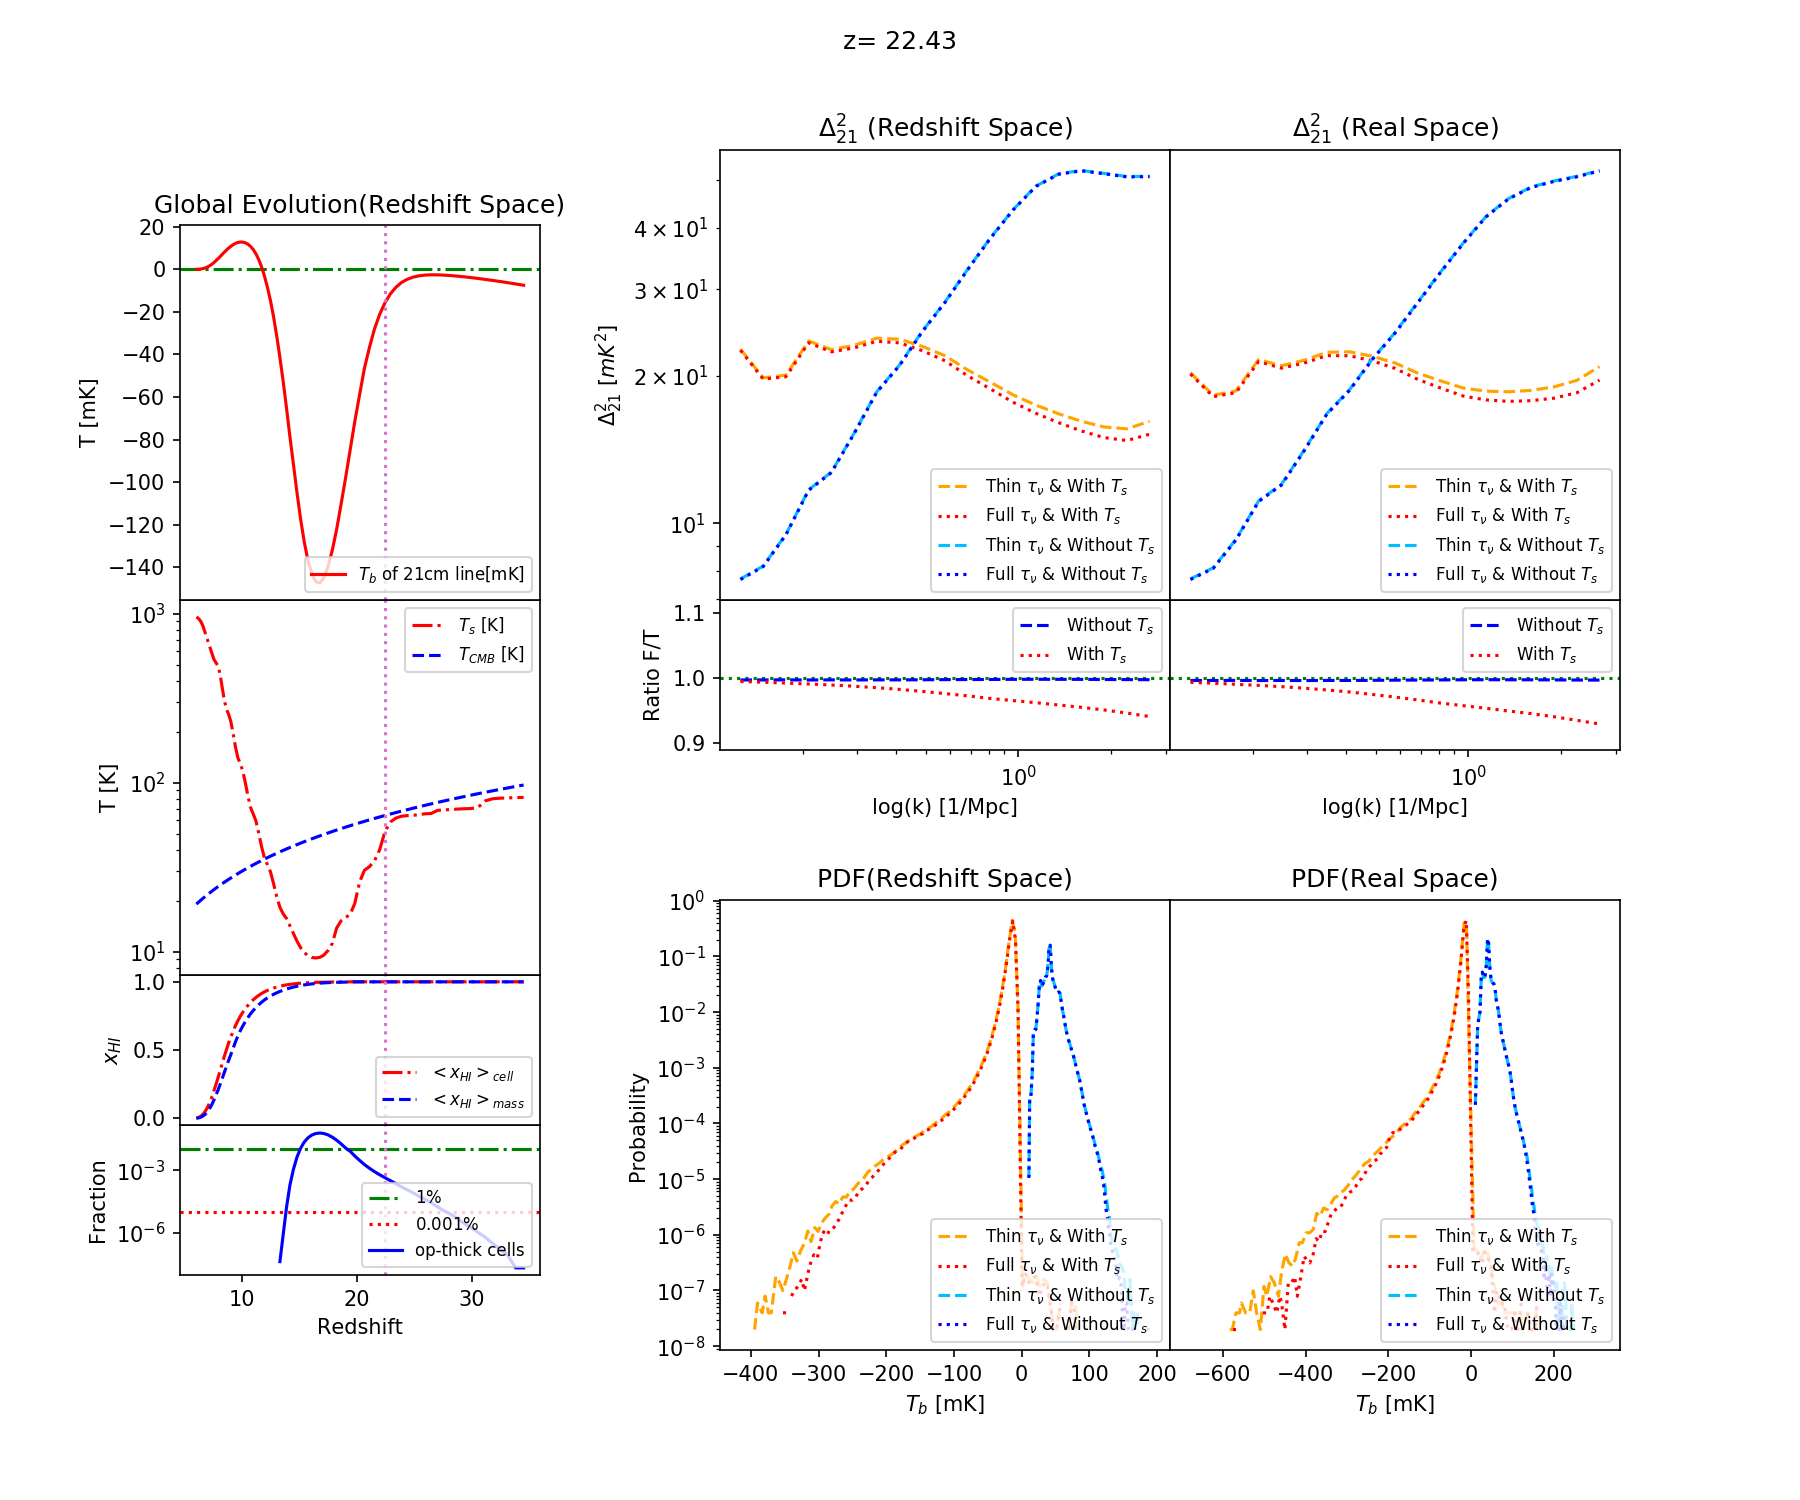 z= 22.43
Global Evolution(Redshift Space)
20
0
−20
−40
−60
−80
−100
−120
−140
T [mK]
T_b of 21cm line[mK]
10^3
10^2
10^1
T [K]
T_s [K]
T_CMB [K]
1.0
0.5
0.0
x_HI
< x_HI >_cell
< x_HI >_mass
10^−3
10^−6
Fraction
1%
0.001%
op-thick cells
10 20 30
Redshift
Δ^2_21 (Redshift Space)
Δ^2_21 (Real Space)
4 × 10^1
3 × 10^1
2 × 10^1
10^1
Δ^2_21 [mK^2]
Thin τ_ν & With T_s
Full τ_ν & With T_s
Thin τ_ν & Without T_s
Full τ_ν & Without T_s
Thin τ_ν & With T_s
Full τ_ν & With T_s
Thin τ_ν & Without T_s
Full τ_ν & Without T_s
1.1
1.0
0.9
Ratio F/T
Without T_s
With T_s
Without T_s
With T_s
10^0
10^0
log(k) [1/Mpc]
log(k) [1/Mpc]
PDF(Redshift Space)
PDF(Real Space)
10^0
10^−1
10^−2
10^−3
10^−4
10^−5
10^−6
10^−7
10^−8
Probability
Thin τ_ν & With T_s
Full τ_ν & With T_s
Thin τ_ν & Without T_s
Full τ_ν & Without T_s
Thin τ_ν & With T_s
Full τ_ν & With T_s
Thin τ_ν & Without T_s
Full τ_ν & Without T_s
−400 −300 −200 −100 0 100 200
−600 −400 −200 0 200
T_b [mK]
T_b [mK]